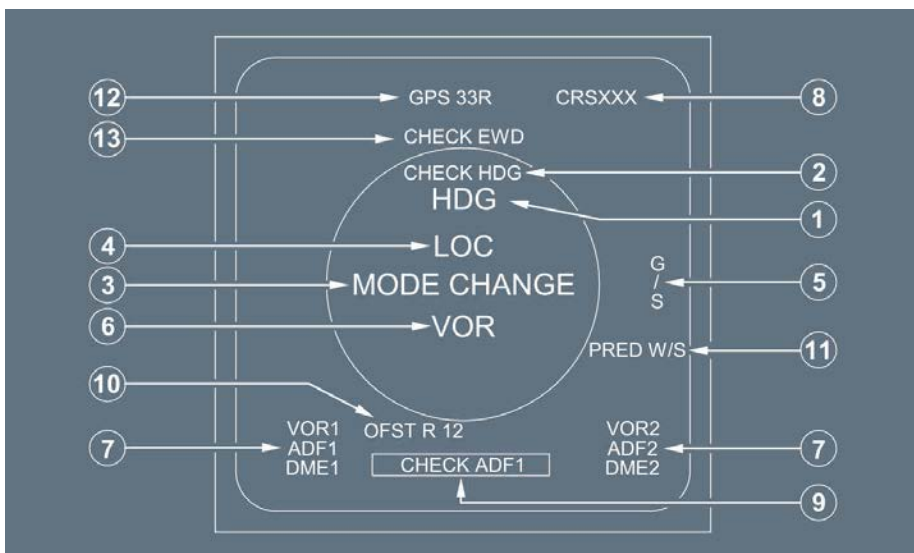 12 GPS 33R CRSXXX 8
13 CHECK EWD
CHECK HDG 2
HDG 1
4 LOC
3 MODE CHANGE
G
/
S
5
6 VOR
PRED W/S 11
10 OFST R 12
7 VOR1
ADF1
DME1
VOR2
ADF2
DME2
7
CHECK ADF1
9